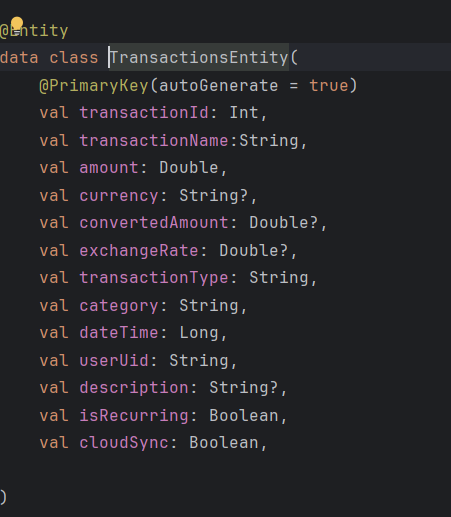 @Entity
data class TransactionsEntity(
@PrimaryKey(autoGenerate = true)
val transactionId: Int,
val transactionName:String,
val amount: Double,
val currency: String?,
val convertedAmount: Double?,
val exchangeRate: Double?,
val transactionType: String,
val category: String,
val dateTime: Long,
val userUid: String,
val description: String?,
val isRecurring: Boolean,
val cloudSync: Boolean,
)